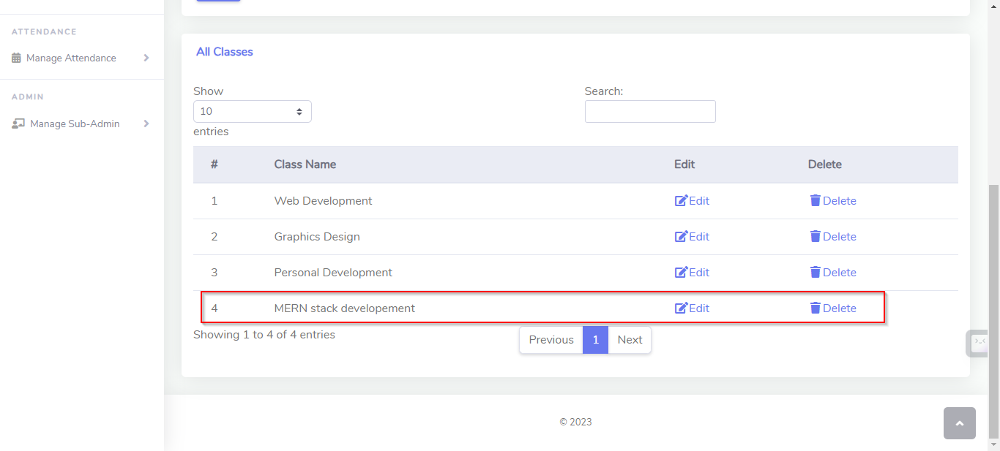 ATTENDANCE
Manage Attendance
ADMIN
Manage Sub-Admin
All Classes
Show
10
entries
Search:
# Class Name Edit Delete
1 Web Development Edit Delete
2 Graphics Design Edit Delete
3 Personal Development Edit Delete
4 MERN stack developement Edit Delete
Showing 1 to 4 of 4 entries
Previous 1 Next
© 2023